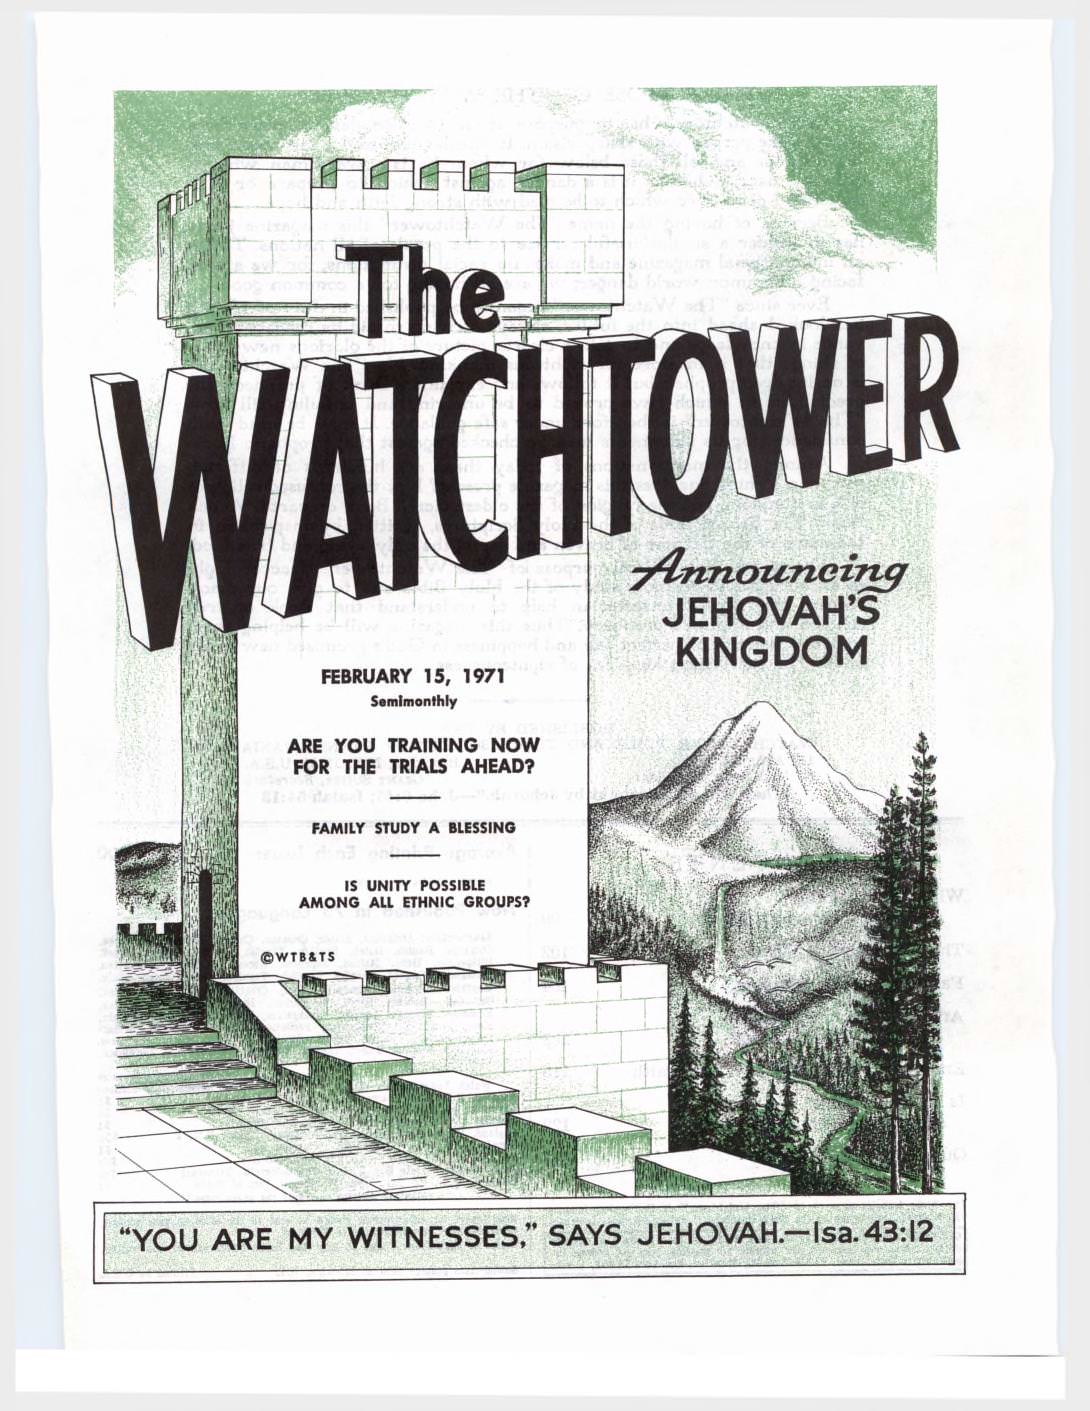 The
WATCHTOWER
Announcing
JEHOVAH'S
KINGDOM
FEBRUARY 15, 1971
Semimonthly
ARE YOU TRAINING NOW
FOR THE TRIALS AHEAD?
FAMILY STUDY A BLESSING
IS UNITY POSSIBLE
AMONG ALL ETHNIC GROUPS?
©WTB&TS
“YOU ARE MY WITNESSES,” SAYS JEHOVAH.—Isa. 43:12